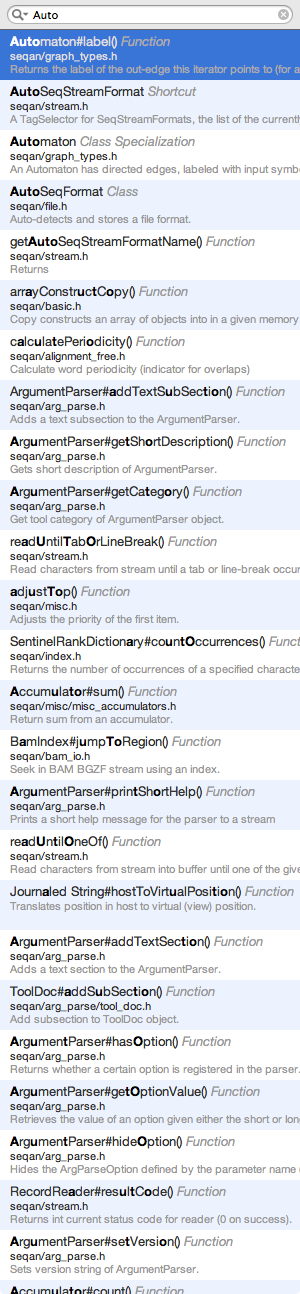 Auto
Automaton#label() Function
seqan/graph_types.h
Returns the label of the out-edge this iterator points to (for a
AutoSeqStreamFormat Shortcut
seqan/stream.h
A TagSelector for SeqStreamFormats, the list of the currentl
Automaton Class Specialization
seqan/graph_types.h
An Automaton has directed edges, labeled with input symb
AutoSeqFormat Class
seqan/file.h
Auto-detects and stores a file format.
getAutoSeqStreamFormatName() Function
seqan/stream.h
Returns
arrayConstructCopy() Function
seqan/basic.h
Copy constructs an array of objects into in a given memory
calculatePeriodicity() Function
seqan/alignment_free.h
Calculate word periodicity (indicator for overlaps)
ArgumentParser#addTextSubSection() Function
seqan/arg_parse.h
Adds a text subsection to the ArgumentParser.
ArgumentParser#getShortDescription() Function
seqan/arg_parse.h
Gets short description of ArgumentParser.
ArgumentParser#getCategory() Function
seqan/arg_parse.h
Get tool category of ArgumentParser object.
readUntilTabOrLineBreak() Function
seqan/stream.h
Read characters from stream until a tab or line-break occur
adjustTop() Function
seqan/misc.h
Adjusts the priority of the first item.
SentinelRankDictionary#countOccurrences() Funct
seqan/index.h
Returns the number of occurrences of a specified characte
Accumulator#sum() Function
seqan/misc/misc_accumulators.h
Return sum from an accumulator.
BamIndex#jumpToRegion() Function
seqan/bam_io.h
Seek in BAM BGZF stream using an index.
ArgumentParser#printShortHelp() Function
seqan/arg_parse.h
Prints a short help message for the parser to a stream
readUntilOneOf() Function
seqan/stream.h
Read characters from stream into buffer until one of the give
Journaled String#hostToVirtualPosition() Function
Translates position in host to virtual (view) position.
ArgumentParser#addTextSection() Function
seqan/arg_parse.h
Adds a text section to the ArgumentParser.
ToolDoc#addSubSection() Function
seqan/arg_parse/tool_doc.h
Add subsection to ToolDoc object.
ArgumentParser#hasOption() Function
seqan/arg_parse.h
Returns whether a certain option is registered in the parser.
ArgumentParser#getOptionValue() Function
seqan/arg_parse.h
Retrieves the value of an option given either the short or long
ArgumentParser#hideOption() Function
seqan/arg_parse.h
Hides the ArgParseOption defined by the parameter name
RecordReader#resultCode() Function
seqan/stream.h
Returns int current status code for reader (0 on success).
ArgumentParser#setVersion() Function
seqan/arg_parse.h
Sets version string of ArgumentParser.
Accumulator#count() Function